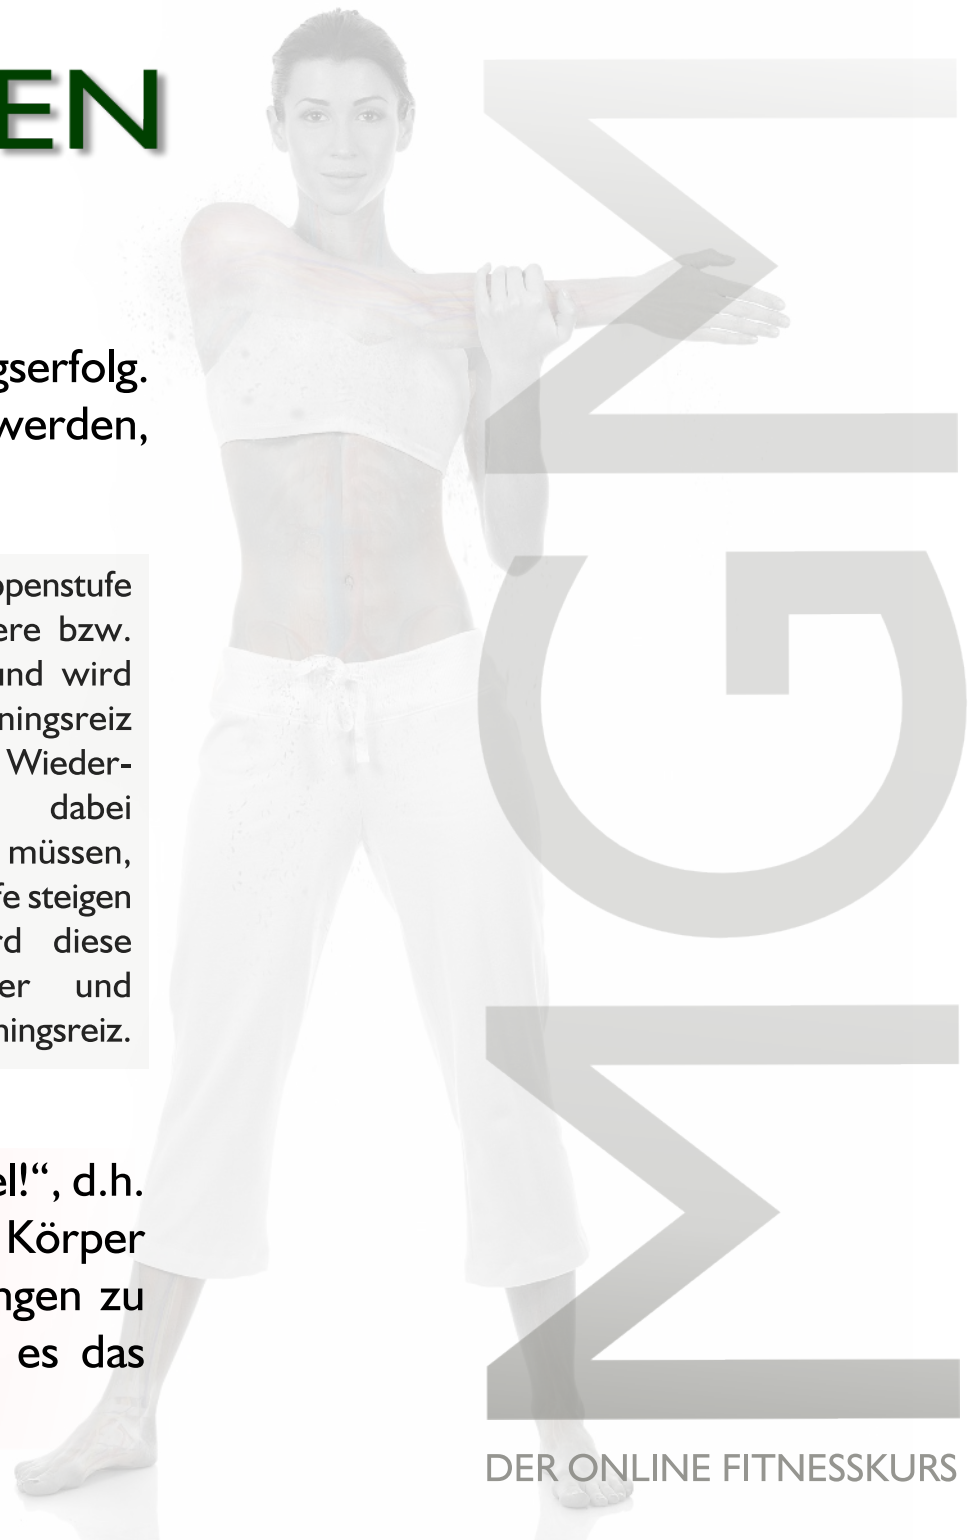 EN
gserfolg.
werden,
ppenstufe
ere bzw.
und wird
ningsreiz
Wieder-
dabei
müssen,
fe steigen
rd diese
er und
ningsreiz.
el!“, d.h.
Körper
ngen zu
es das
MGM
DER ONLINE FITNESSKURS